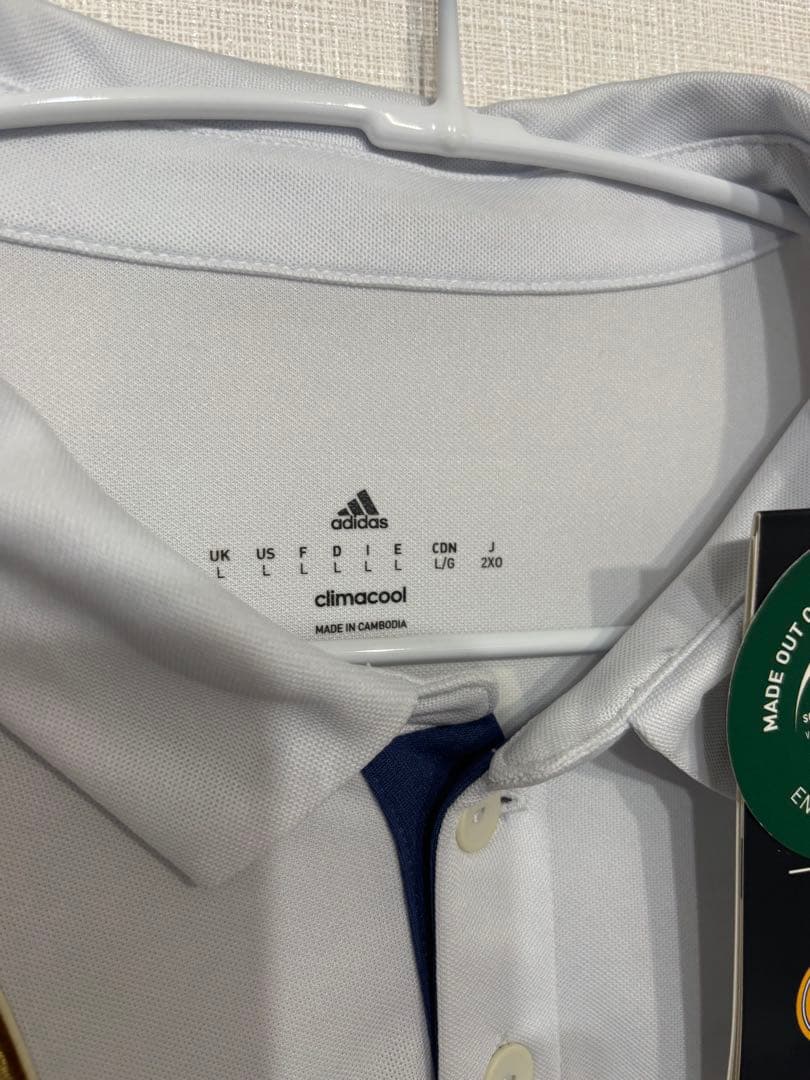 adidas
UK US F D I E CDN J
L L L L L L L/G 2XO
climacool
MADE IN CAMBODIA
MADE OUT